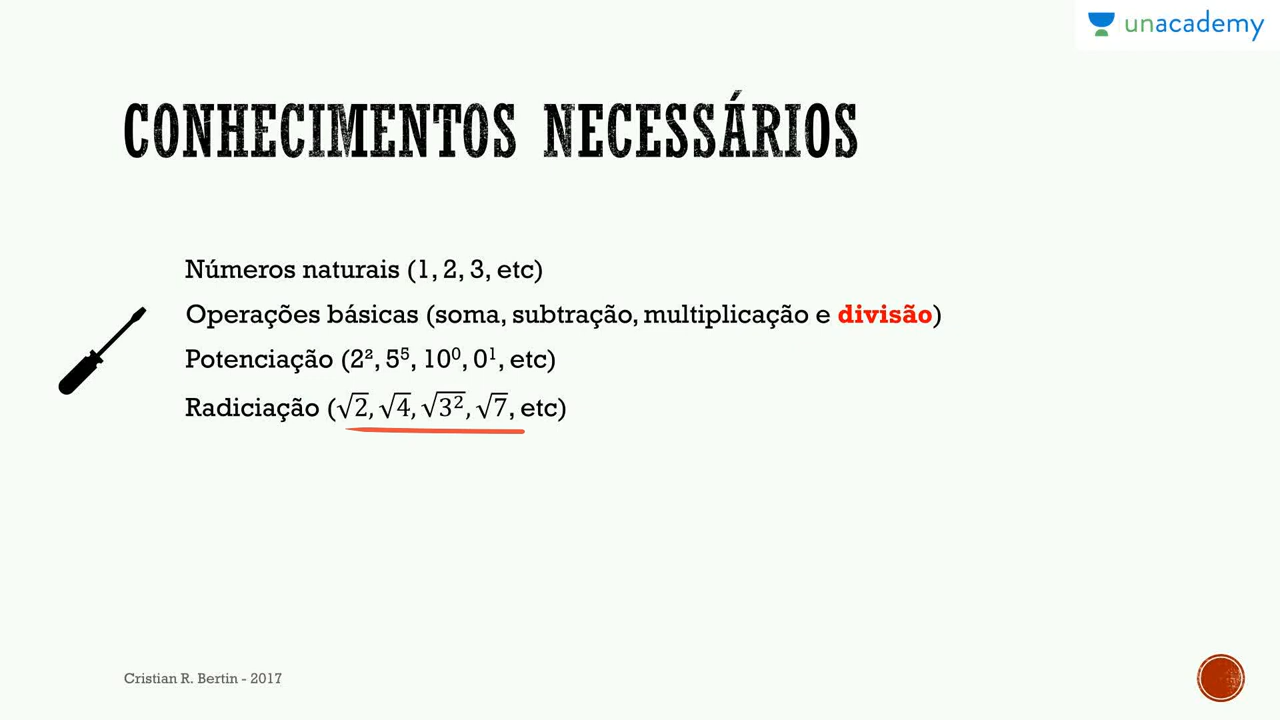 unacademy
CONHECIMENTOS NECESSÁRIOS
Números naturais (1, 2, 3, etc)
Operações básicas (soma, subtração, multiplicação e divisão)
Potenciação (2², 5⁵, 10⁰, 0¹, etc)
Radiciação (√2, √4, √3², √7, etc)
Cristian R. Bertin - 2017